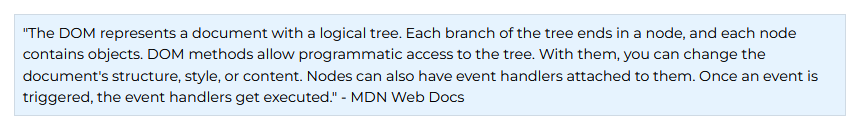 "The DOM represents a document with a logical tree. Each branch of the tree ends in a node, and each node
contains objects. DOM methods allow programmatic access to the tree. With them, you can change the
document's structure, style, or content. Nodes can also have event handlers attached to them. Once an event is
triggered, the event handlers get executed." - MDN Web Docs